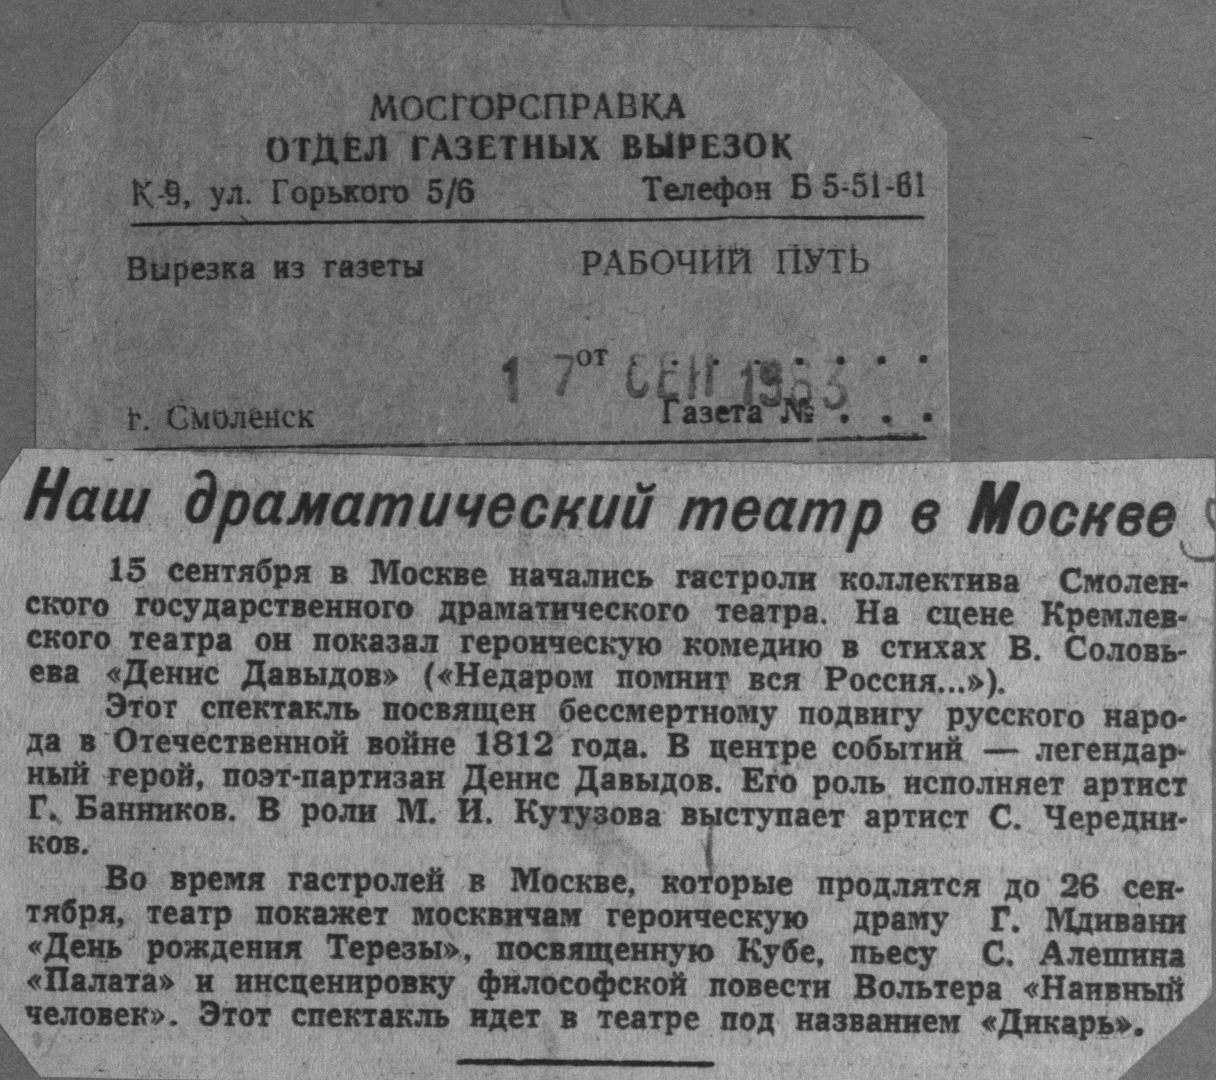 МОСГОРСПРАВКА
ОТДЕЛ ГАЗЕТНЫХ ВЫРЕЗОК
К-9, ул. Горького 5/6 Телефон Б 5-51-61
Вырезка из газеты РАБОЧИЙ ПУТЬ
17 от СЕН 1963 . . . . . . . .
г. Смоленск Газета № . . .
Наш драматический театр в Москве
15 сентября в Москве начались гастроли коллектива Смолен-
ского государственного драматического театра. На сцене Кремлев-
ского театра он показал героическую комедию в стихах В. Соловь-
ева «Денис Давыдов» («Недаром помнит вся Россия...»).
Этот спектакль посвящен бессмертному подвигу русского наро-
да в Отечественной войне 1812 года. В центре событий — легендар-
ный герой, поэт-партизан Денис Давыдов. Его роль исполняет артист
Г. Банников. В роли М. И. Кутузова выступает артист С. Чередни-
ков.
Во время гастролей в Москве, которые продлятся до 26 сен-
тября, театр покажет москвичам героическую драму Г. Мдивани
«День рождения Терезы», посвященную Кубе, пьесу С. Алешина
«Палата» и инсценировку философской повести Вольтера «Наивный
человек». Этот спектакль идет в театре под названием «Дикарь».